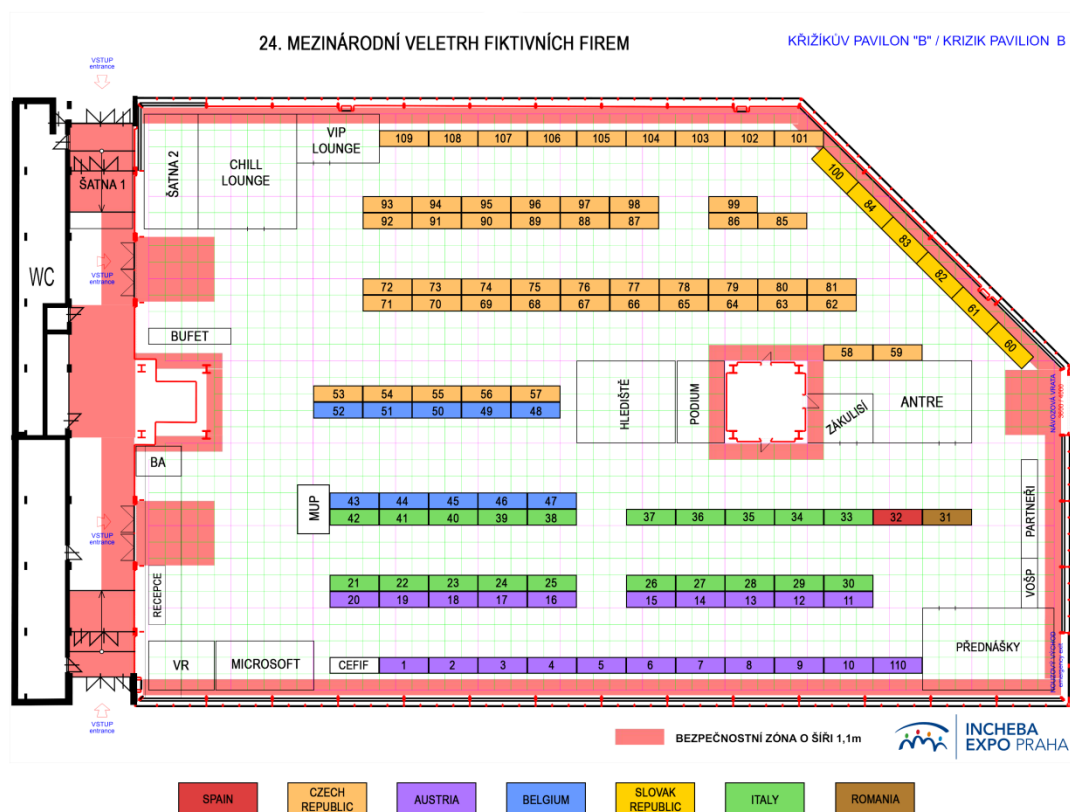 24. MEZINÁRODNÍ VELETRH FIKTIVNÍCH FIREM
KŘIŽÍKŮV PAVILON "B" / KRIZIK PAVILION B
VSTUP
entrance
ŠATNA 1
ŠATNA 2
CHILL
LOUNGE
VIP
LOUNGE
109 108 107 106 105 104 103 102 101
100 84 83 82 61 60
93 94 95 96 97 98 99
92 91 90 89 88 87 86 85
WC
VSTUP
entrance
72 73 74 75 76 77 78 79 80 81
71 70 69 68 67 66 65 64 63 62
BUFET
58 59
53 54 55 56 57
52 51 50 49 48
HLEDIŠTĚ
PODIUM
ZÁKULISÍ
ANTRE
NÁVOZOVÁ VRATA
BA
MUP
43 44 45 46 47
42 41 40 39 38
37 36 35 34 33 32 31
PARTNEŘI
VSTUP
entrance
RECEPCE
21 22 23 24 25
20 19 18 17 16
26 27 28 29 30
15 14 13 12 11
VOŠP
PŘEDNÁŠKY
NOUZOVÝ VÝCHOD
Emergency Exit
VR
MICROSOFT
CEFIF 1 2 3 4 5 6 7 8 9 10 110
VSTUP
entrance
BEZPEČNOSTNÍ ZÓNA O ŠÍŘI 1,1m
INCHEBA
EXPO PRAHA
SPAIN
CZECH
REPUBLIC
AUSTRIA
BELGIUM
SLOVAK
REPUBLIC
ITALY
ROMANIA